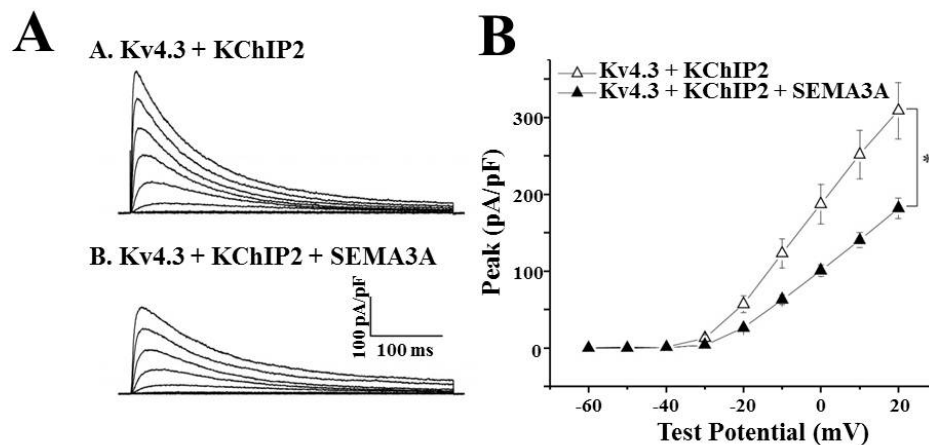 A
A. Kv4.3 + KChIP2
B. Kv4.3 + KChIP2 + SEMA3A
100 pA/pF
100 ms
B
Kv4.3 + KChIP2
Kv4.3 + KChIP2 + SEMA3A
Peak (pA/pF)
300
200
100
0
*
-60 -40 -20 0 20
Test Potential (mV)